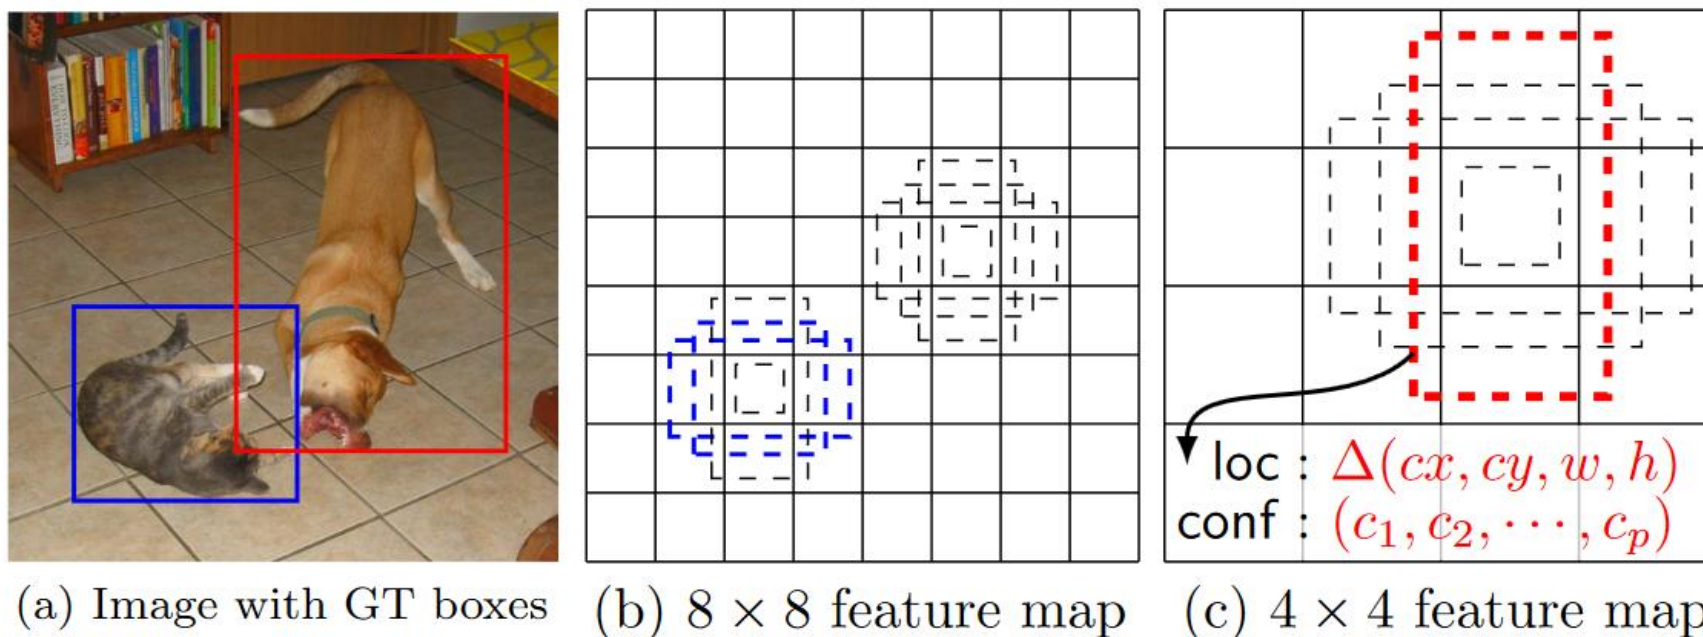 loc : Δ(cx, cy, w, h)
conf : (c₁, c₂, ⋯, cₚ)
(a) Image with GT boxes
(b) 8 × 8 feature map
(c) 4 × 4 feature map